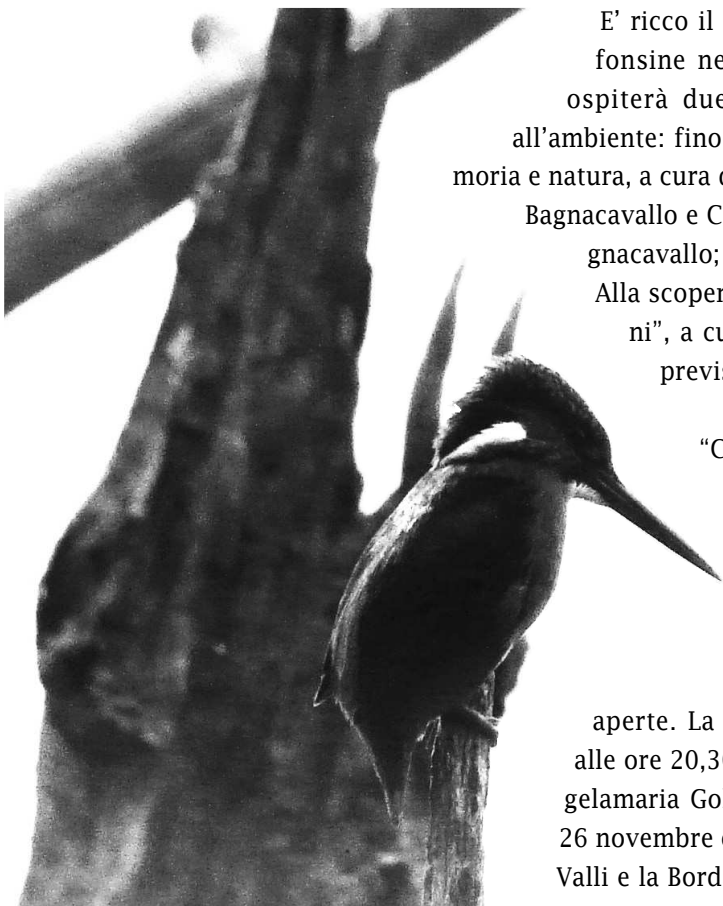 E' ricco il
fonsine ne
ospiterà due
all'ambiente: fino
moria e natura, a cura
Bagnacavallo e C
gnacavallo;
Alla scoper
ni”, a cu
previs
“C
aperte. La
alle ore 20,3
gelamaria Go
26 novembre
Valli e la Bord